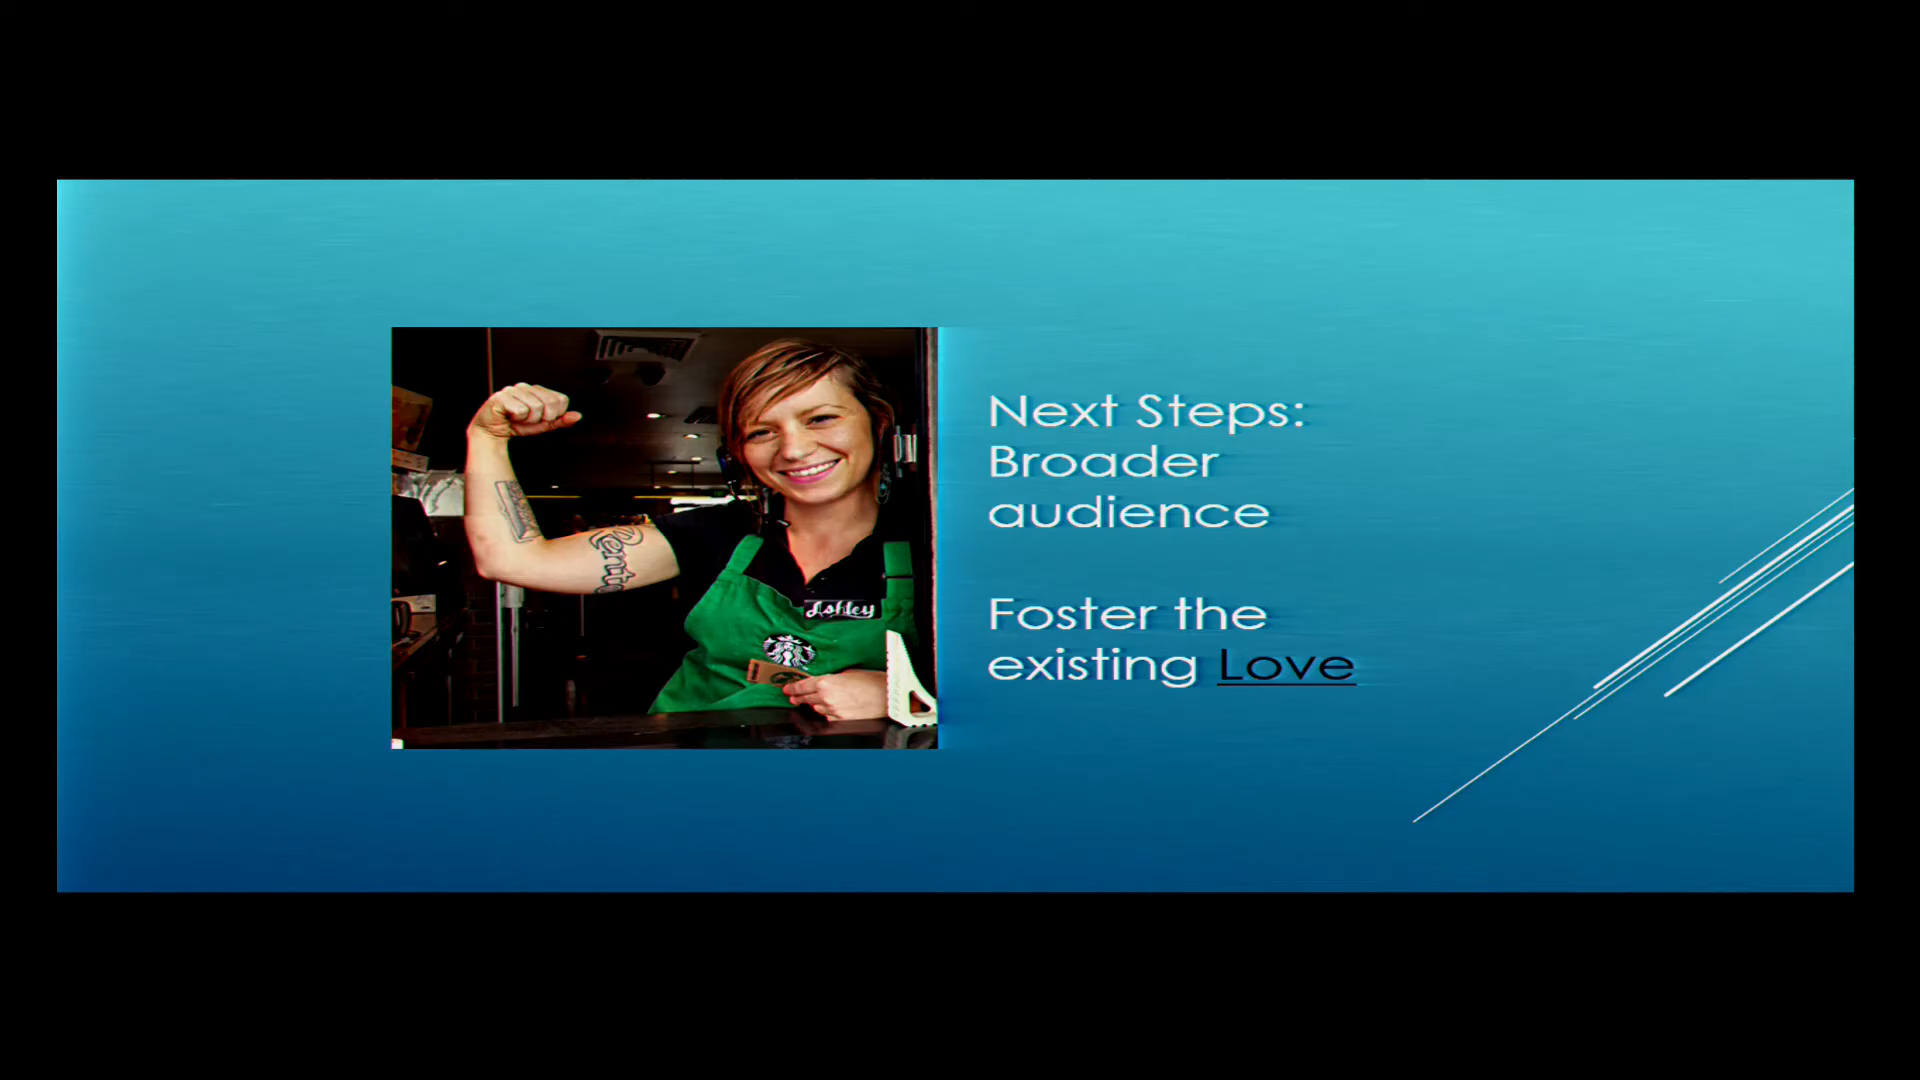 Next Steps:
Broader
audience
Foster the
existing Love
Ashley